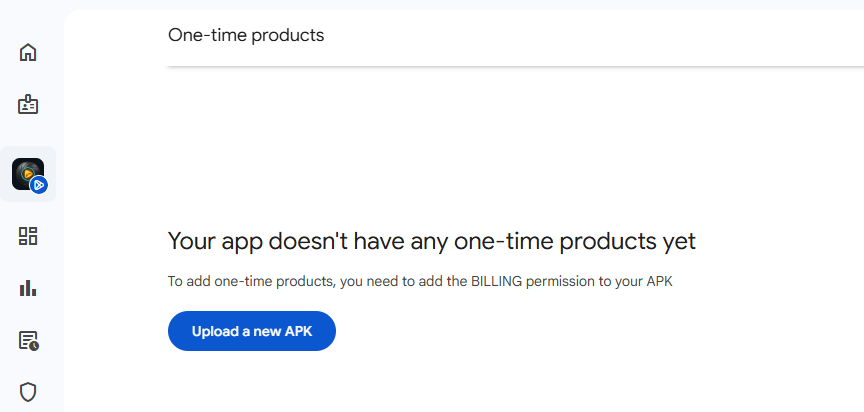 One-time products
Your app doesn't have any one-time products yet
To add one-time products, you need to add the BILLING permission to your APK
Upload a new APK